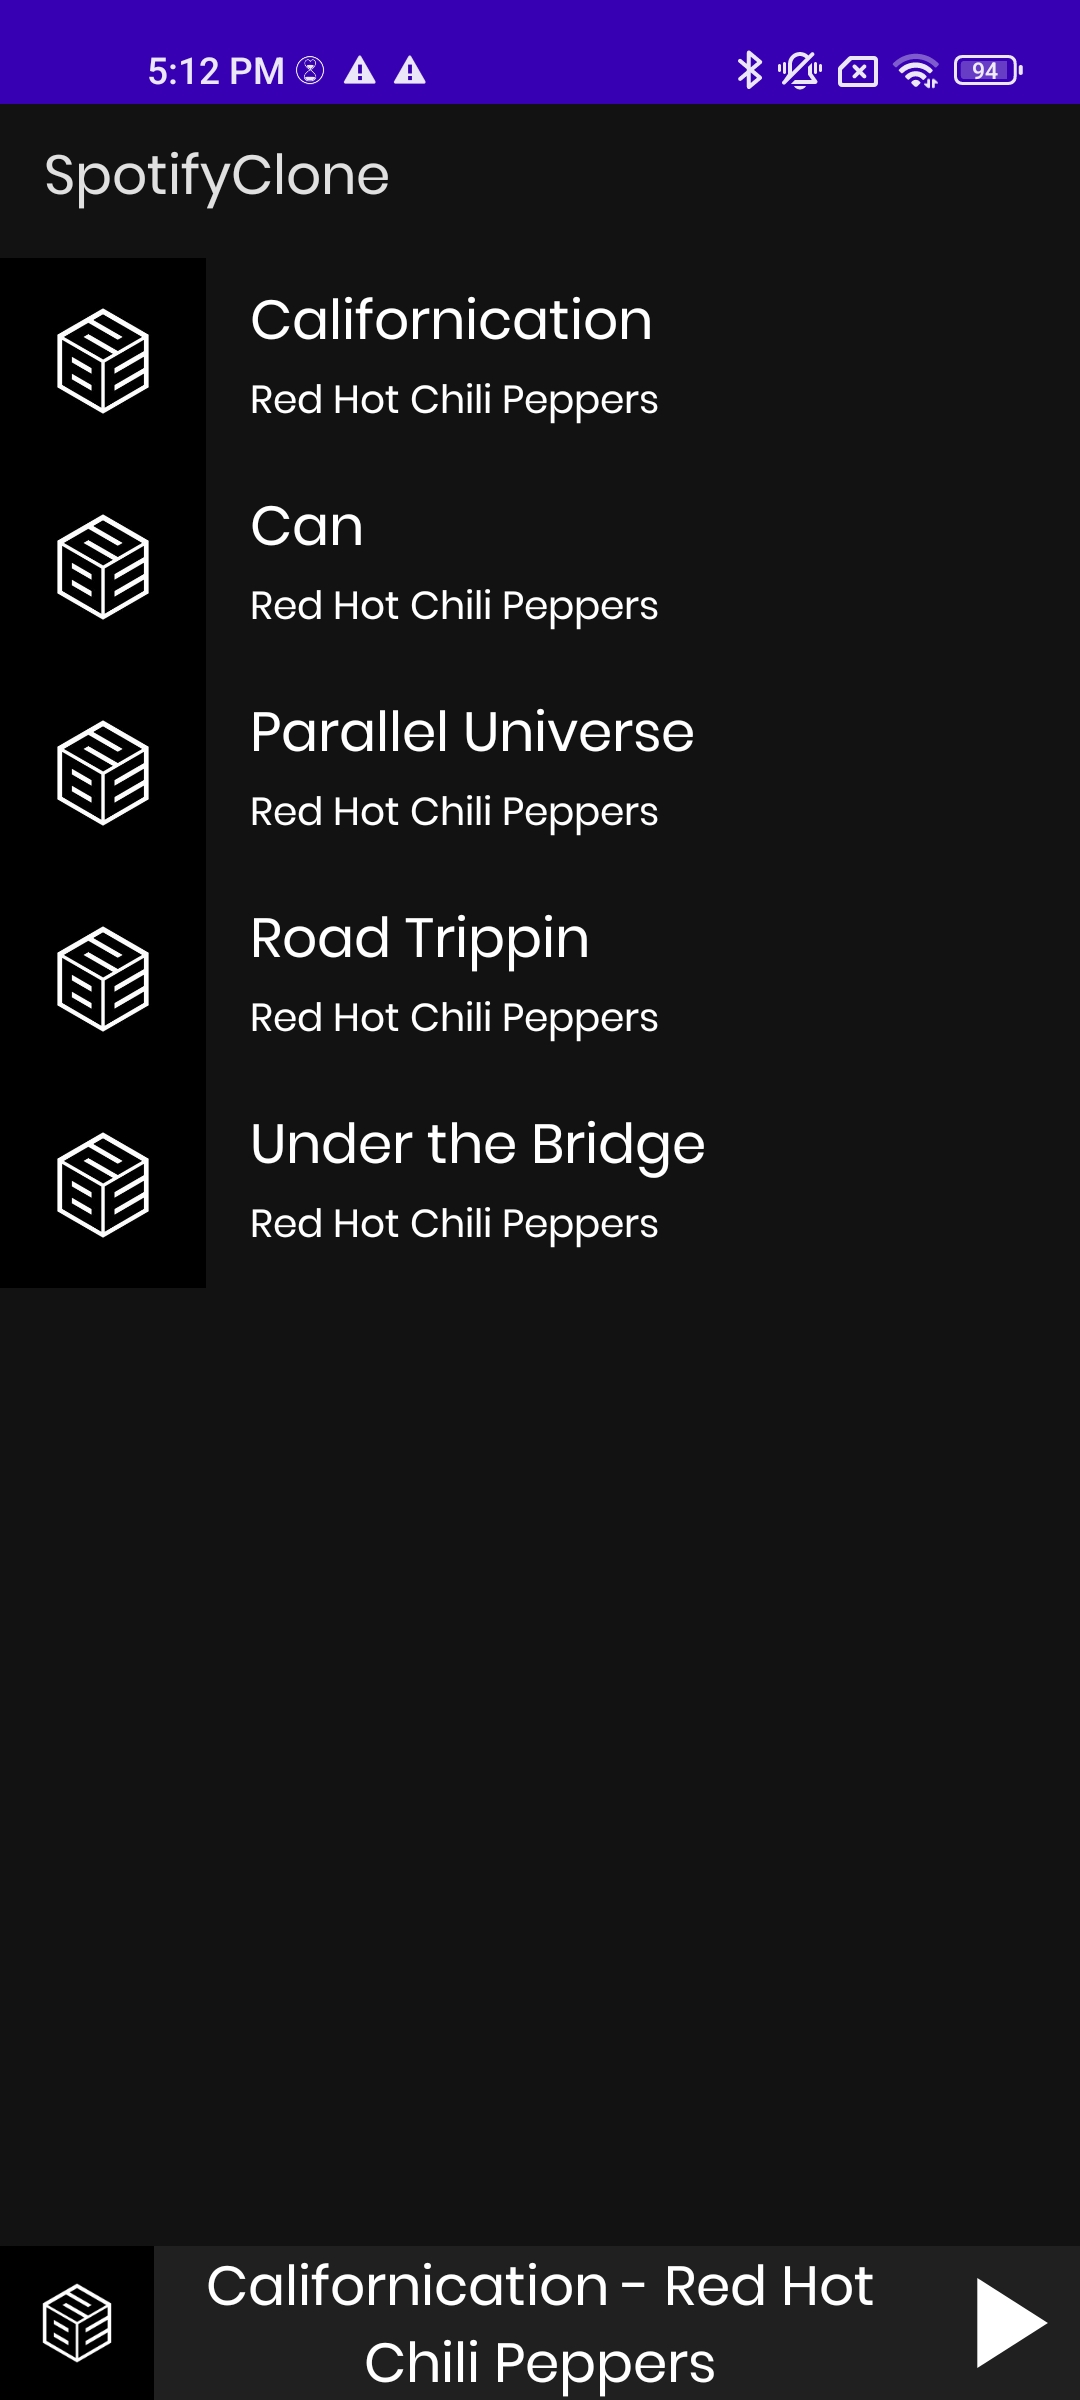 5:12 PM
94
SpotifyClone
Californication
Red Hot Chili Peppers
Can
Red Hot Chili Peppers
Parallel Universe
Red Hot Chili Peppers
Road Trippin
Red Hot Chili Peppers
Under the Bridge
Red Hot Chili Peppers
Californication - Red Hot
Chili Peppers